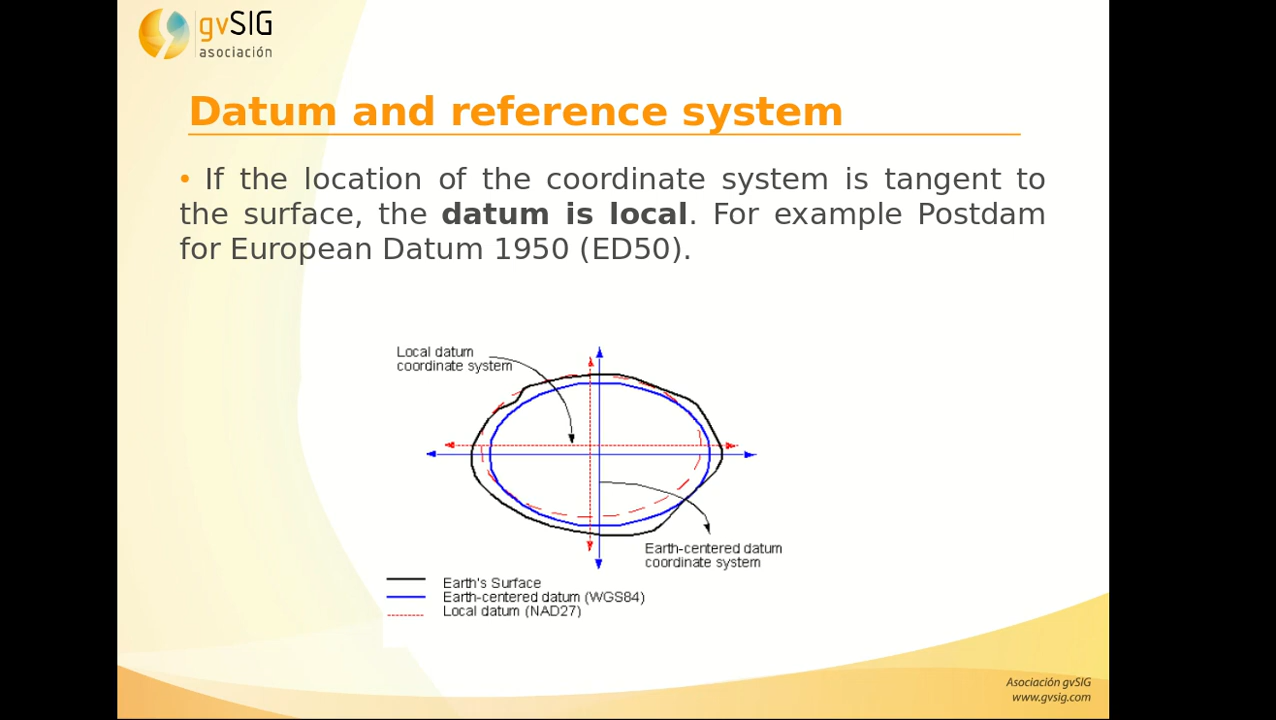 gvSIG
asociación
Datum and reference system
• If the location of the coordinate system is tangent to
the surface, the datum is local. For example Postdam
for European Datum 1950 (ED50).
Local datum
coordinate system
Earth-centered datum
coordinate system
Earth's Surface
Earth-centered datum (WGS84)
Local datum (NAD27)
Asociación gvSIG
www.gvsig.com